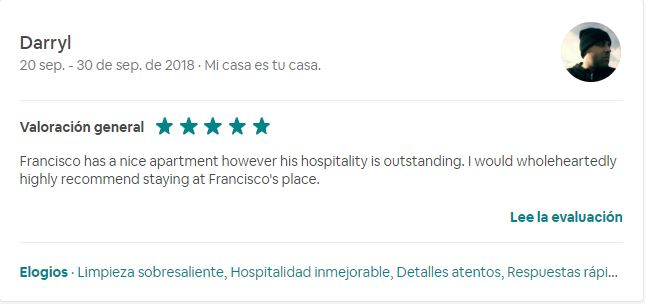 Darryl
20 sep. - 30 de sep. de 2018 · Mi casa es tu casa.
Valoración general
Francisco has a nice apartment however his hospitality is outstanding. I would wholeheartedly
highly recommend staying at Francisco's place.
Lee la evaluación
Elogios · Limpieza sobresaliente, Hospitalidad inmejorable, Detalles atentos, Respuestas rápi...